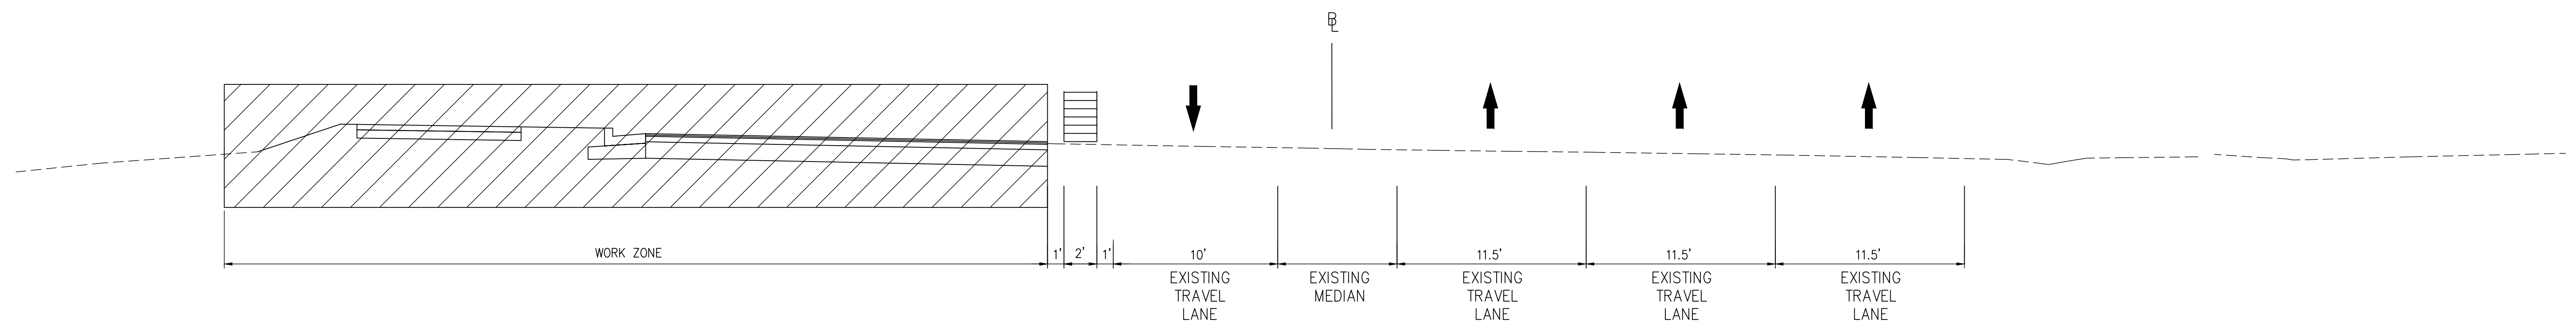 BL
WORK ZONE
1'
2'
1'
10'
11.5'
11.5'
11.5'
EXISTING
TRAVEL
LANE
EXISTING
MEDIAN
EXISTING
TRAVEL
LANE
EXISTING
TRAVEL
LANE
EXISTING
TRAVEL
LANE